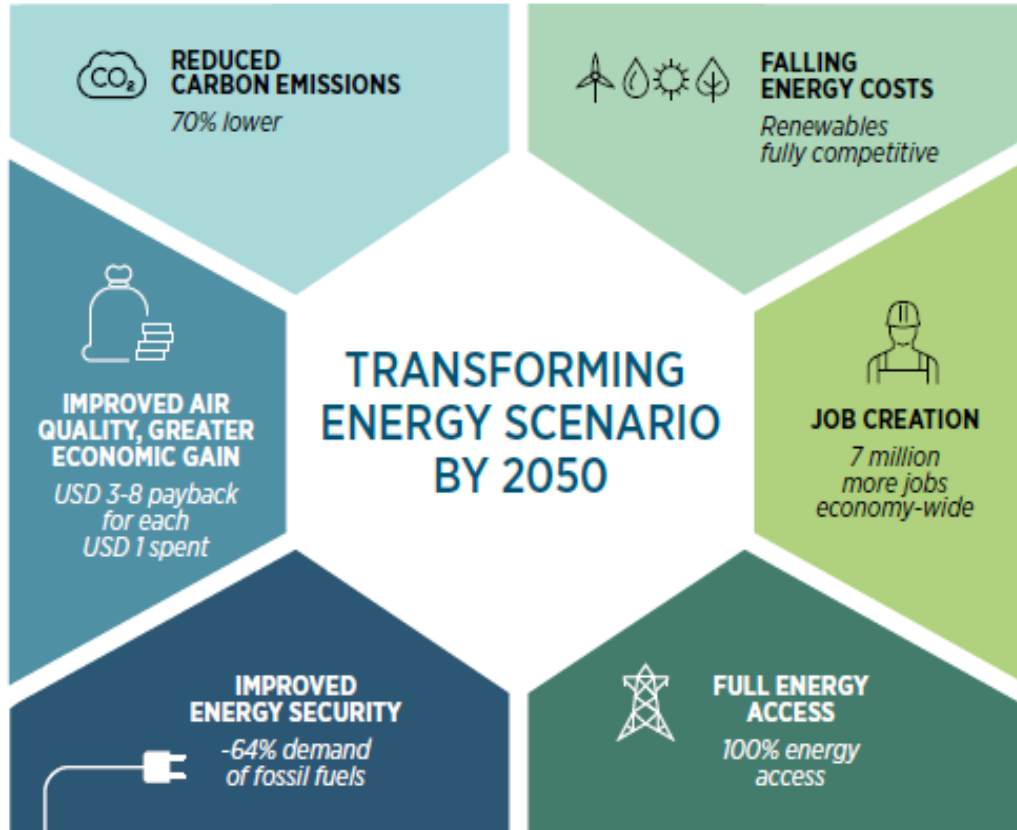 CO₂
REDUCED
CARBON EMISSIONS
70% lower
FALLING
ENERGY COSTS
Renewables
fully competitive
IMPROVED AIR
QUALITY, GREATER
ECONOMIC GAIN
USD 3-8 payback
for each
USD 1 spent
TRANSFORMING
ENERGY SCENARIO
BY 2050
JOB CREATION
7 million
more jobs
economy-wide
IMPROVED
ENERGY SECURITY
-64% demand
of fossil fuels
FULL ENERGY
ACCESS
100% energy
access